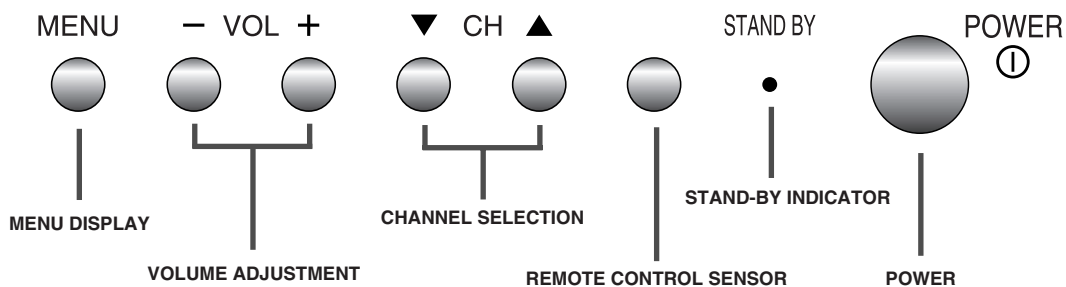 MENU − VOL + ▼ CH ▲ STAND BY POWER
MENU DISPLAY
VOLUME ADJUSTMENT
CHANNEL SELECTION
REMOTE CONTROL SENSOR
STAND-BY INDICATOR
POWER